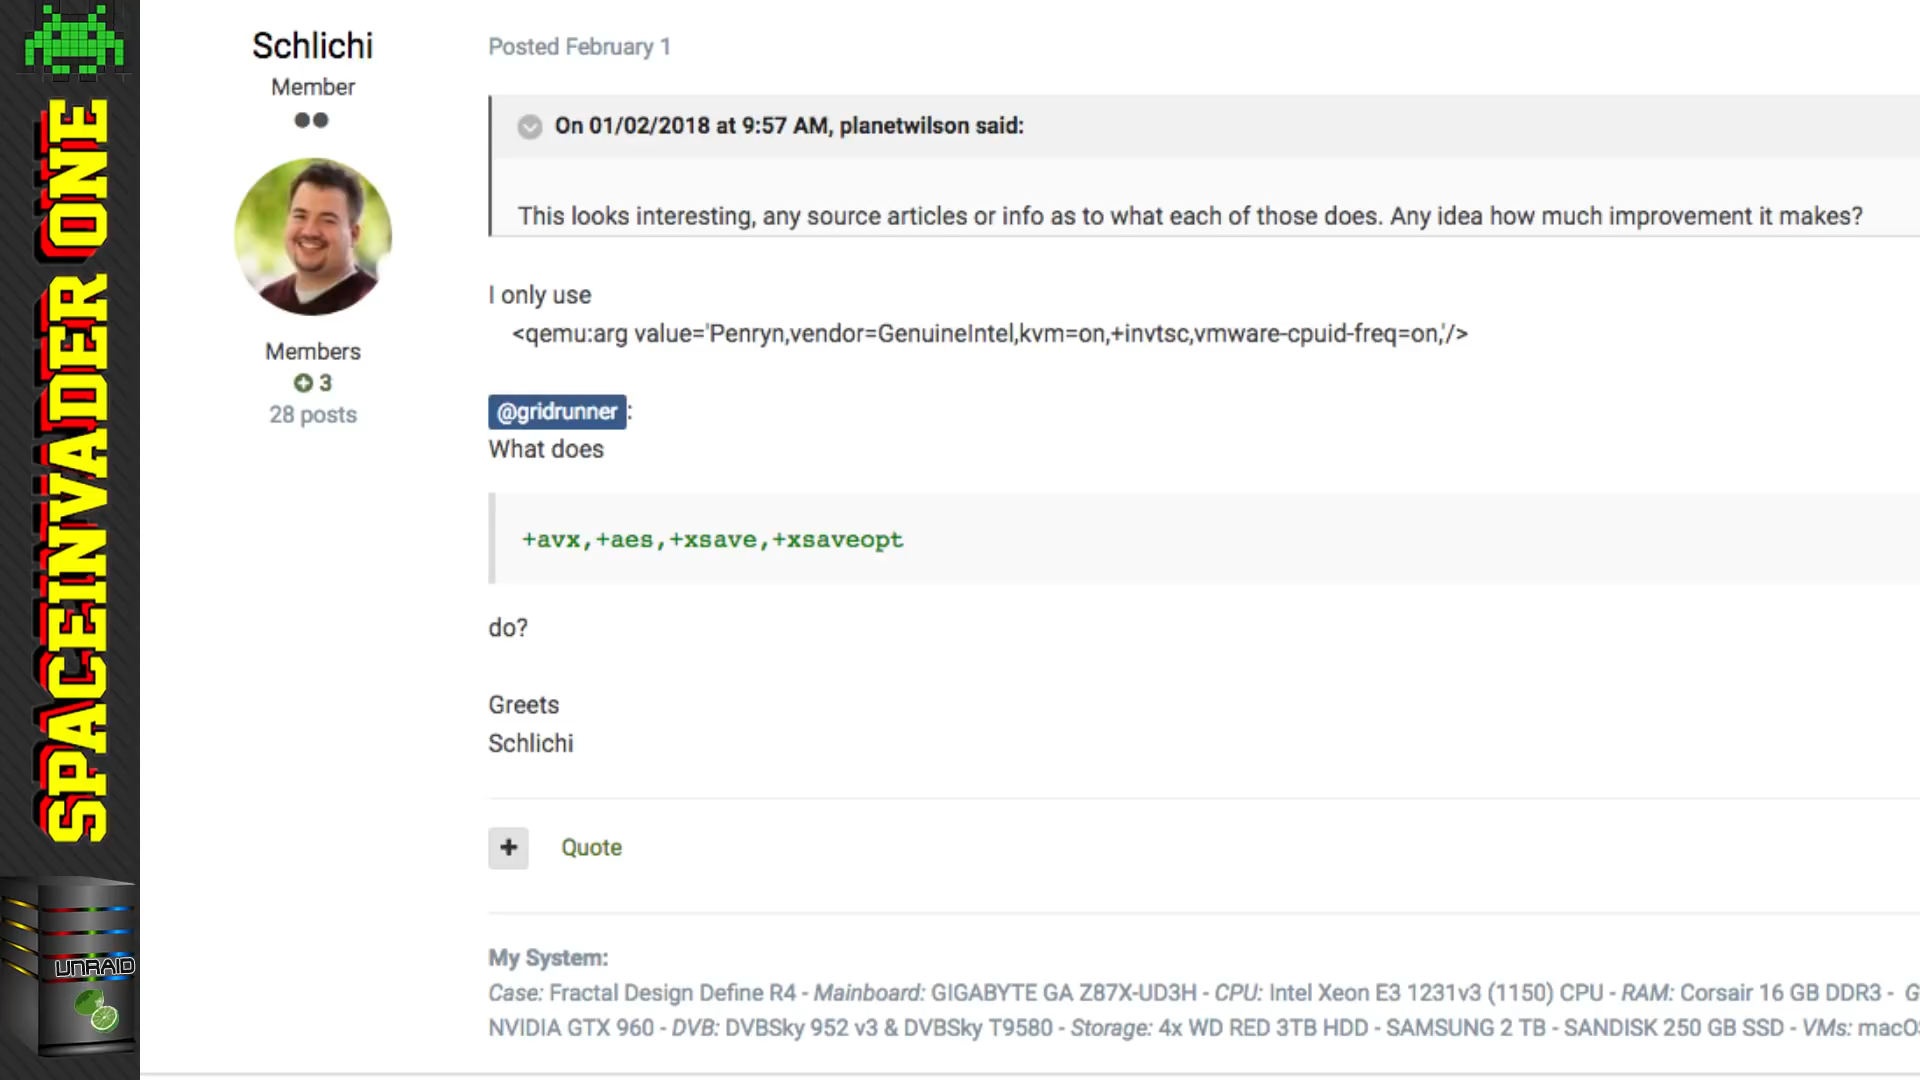 SPACEINVADER ONE
UNRAID
Schlichi
Member
Members
3
28 posts
Posted February 1
On 01/02/2018 at 9:57 AM, planetwilson said:
This looks interesting, any source articles or info as to what each of those does. Any idea how much improvement it makes?
I only use
<qemu:arg value='Penryn,vendor=GenuineIntel,kvm=on,+invtsc,vmware-cpuid-freq=on,'/>
@gridrunner :
What does
+avx,+aes,+xsave,+xsaveopt
do?
Greets
Schlichi
+ Quote
My System:
Case: Fractal Design Define R4 - Mainboard: GIGABYTE GA Z87X-UD3H - CPU: Intel Xeon E3 1231v3 (1150) CPU - RAM: Corsair 16 GB DDR3 - G
NVIDIA GTX 960 - DVB: DVBSky 952 v3 & DVBSky T9580 - Storage: 4x WD RED 3TB HDD - SAMSUNG 2 TB - SANDISK 250 GB SSD - VMs: macO